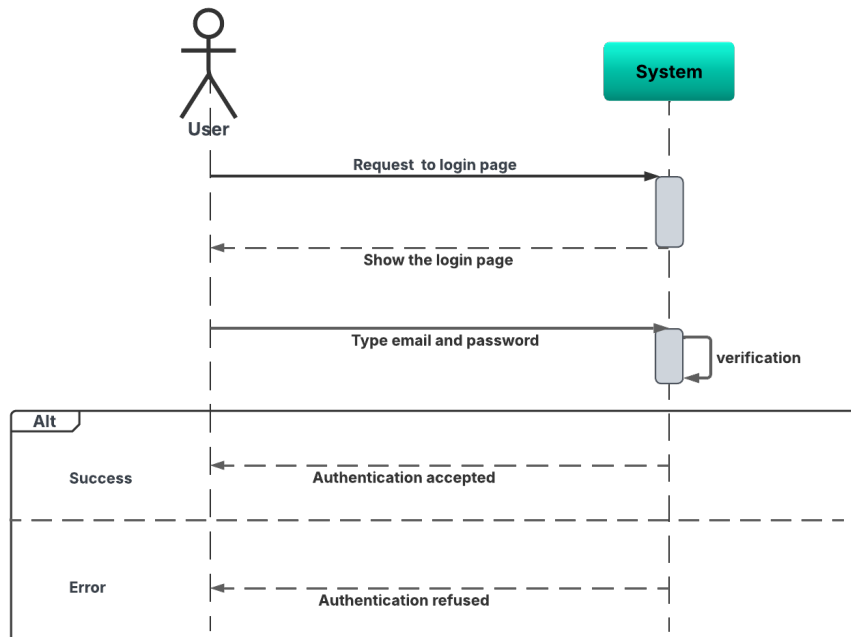 System
User
Request  to login page
Show the login page
Type email and password
verification
Alt
Success
Authentication accepted
Error
Authentication refused